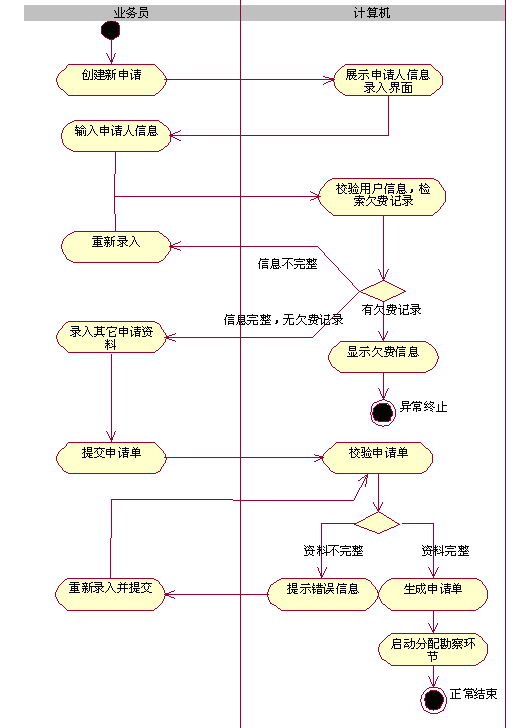 业务员
计算机
创建新申请
展示申请人信息
录入界面
输入申请人信息
校验用户信息，检
索欠费记录
重新录入
信息不完整
有欠费记录
信息完整，无欠费记录
录入其它申请资
料
显示欠费信息
异常终止
提交申请单
校验申请单
资料不完整
资料完整
重新录入并提交
提示错误信息
生成申请单
启动分配勘察环
节
正常结束